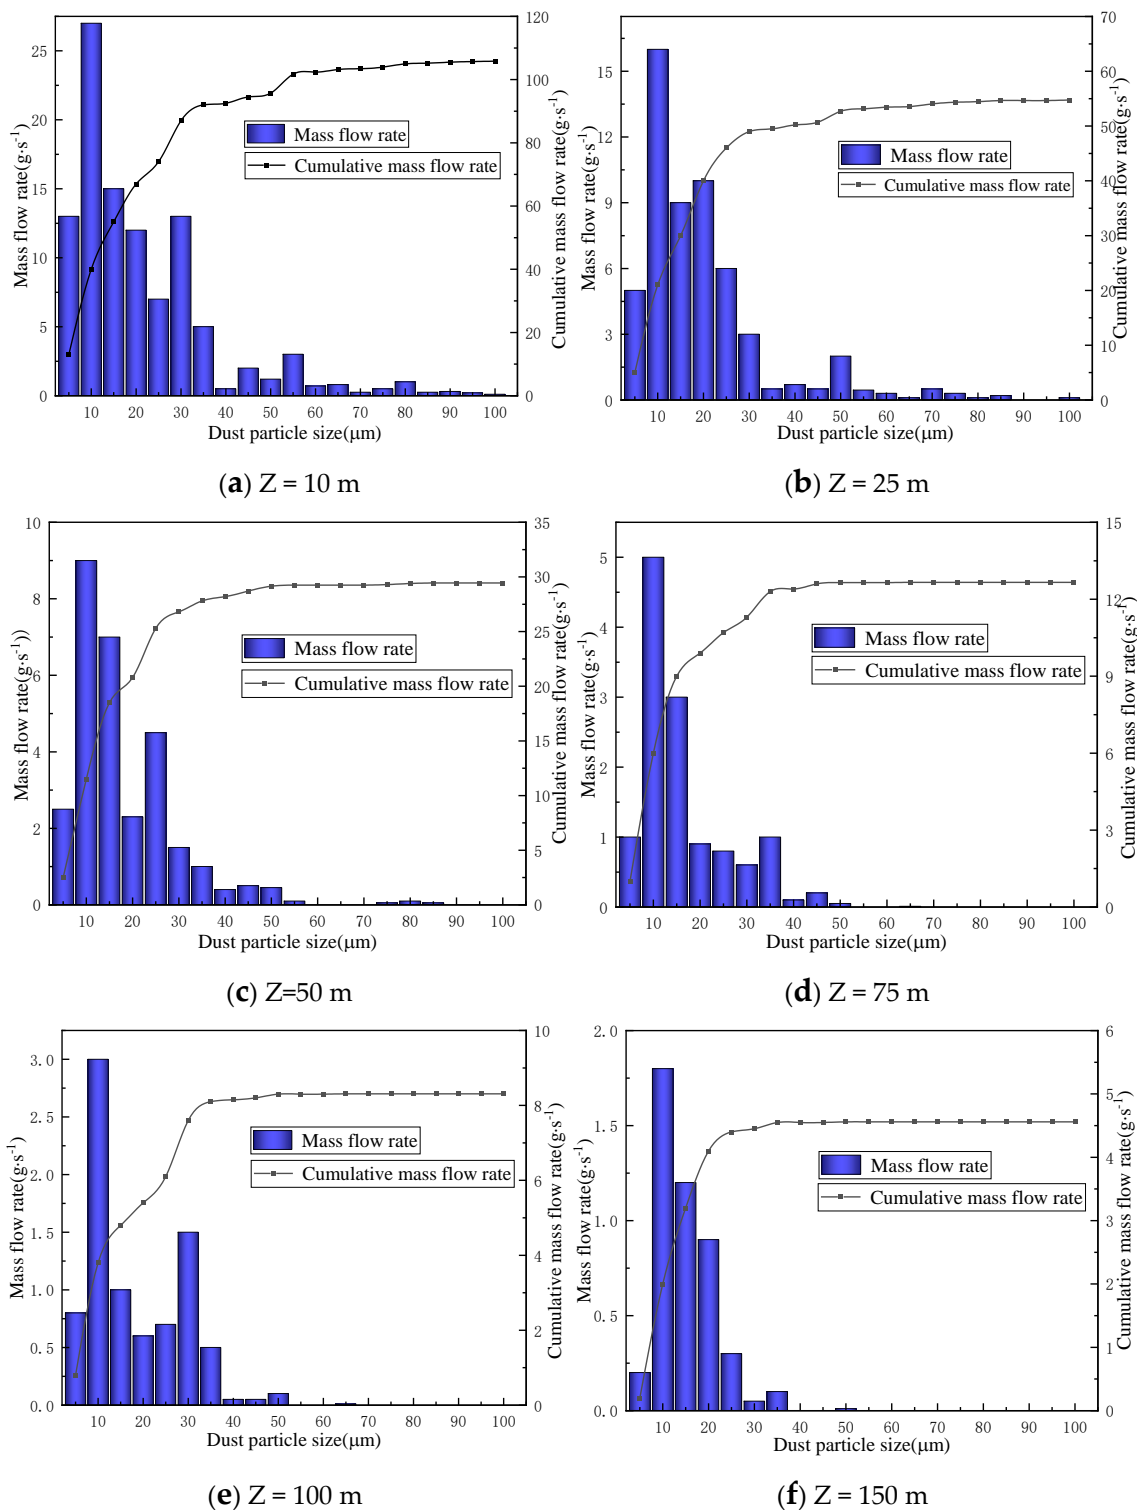 Mass flow rate(g·s⁻¹)
25
20
15
10
5
0
Mass flow rate
Cumulative mass flow rate
120
100
80
60
40
20
0
Cumulative mass flow rate(g·s⁻¹)
10 20 30 40 50 60 70 80 90 100
Dust particle size(μm)
(a) Z = 10 m
Mass flow rate(g·s⁻¹)
15
12
9
6
3
0
Mass flow rate
Cumulative mass flow rate
70
60
50
40
30
20
10
0
Cumulative mass flow rate(g·s⁻¹)
10 20 30 40 50 60 70 80 90 100
Dust particle size(μm)
(b) Z = 25 m
Mass flow rate(g·s⁻¹))
10
8
6
4
2
0
Mass flow rate
Cumulative mass flow rate
35
30
25
20
15
10
5
0
Cumulative mass flow rate(g·s⁻¹)
10 20 30 40 50 60 70 80 90 100
Dust particle size(μm)
(c) Z=50 m
Mass flow rate(g·s⁻¹)
5
4
3
2
1
0
Mass flow rate
Cumulative mass flow rate
15
12
9
6
3
0
Cumulative mass flow rate(g·s⁻¹)
10 20 30 40 50 60 70 80 90 100
Dust particle size(μm)
(d) Z = 75 m
Mass flow rate(g·s⁻¹)
3.0
2.5
2.0
1.5
1.0
0.5
0.0
Mass flow rate
Cumulative mass flow rate
10
8
6
4
2
0
Cumulative mass flow rate(g·s⁻¹)
10 20 30 40 50 60 70 80 90 100
Dust particle size(μm)
(e) Z = 100 m
Mass flow rate(g·s⁻¹)
2.0
1.5
1.0
0.5
0.0
Mass flow rate
Cumulative mass flow rate
6
5
4
3
2
1
0
Cumulative mass flow rate(g·s⁻¹)
10 20 30 40 50 60 70 80 90 100
Dust particle size(μm)
(f) Z = 150 m